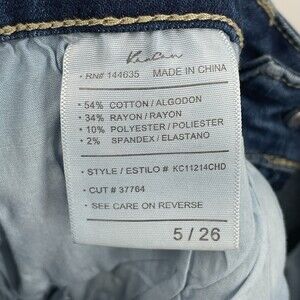 KanCan
• RN# 144635 MADE IN CHINA
• 54% COTTON / ALGODON
• 34% RAYON / RAYON
• 10% POLYESTER / POLIESTER
• 2% SPANDEX / ELASTANO
• STYLE / ESTILO # KC11214CHD
• CUT # 37764
• SEE CARE ON REVERSE
5 / 26